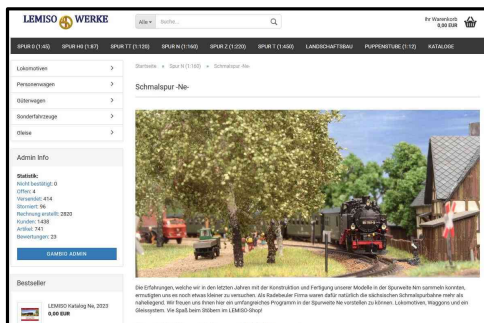 LEMISO WERKE
Alle
Suche...
Ihr Warenkorb
0,00 EUR
SPUR 0 (1:45) SPUR H0 (1:87) SPUR TT (1:120) SPUR N (1:160) SPUR Z (1:220) SPUR T (1:450) LANDSCHAFTSBAU PUPPENSTUBE (1:12) KATALOGE
Lokomotiven
Personenwagen
Güterwagen
Sonderfahrzeuge
Gleise
Startseite » Spur N (1:160) » Schmalspur -Ne-
Schmalspur -Ne-
Admin Info
Statistik:
Nicht bestätigt: 0
Offen: 4
Versendet: 414
Storniert: 96
Rechnung erstellt: 2820
Kunden: 1438
Artikel: 741
Bewertungen: 23
GAMBIO ADMIN
Bestseller
LEMISO Katalog Ne, 2023
0,00 EUR
Die Erfahrungen, welche wir in den letzten Jahren mit der Konstruktion und Fertigung unserer Modelle in der Spurweite Nm sammeln konnten,
ermutigten uns es noch etwas kleiner zu versuchen. Als Radebeuler Firma waren dafür natürlich die sächsischen Schmalspurbahne mehr als
naheliegend. Wir freuen uns Ihnen hier ein umfangreiches Programm in der Spurweite Ne vorstellen zu können. Lokomotiven, Waggons und ein
Gleissystem. Vie Spaß beim Stöbern im LEMISO-Shop!